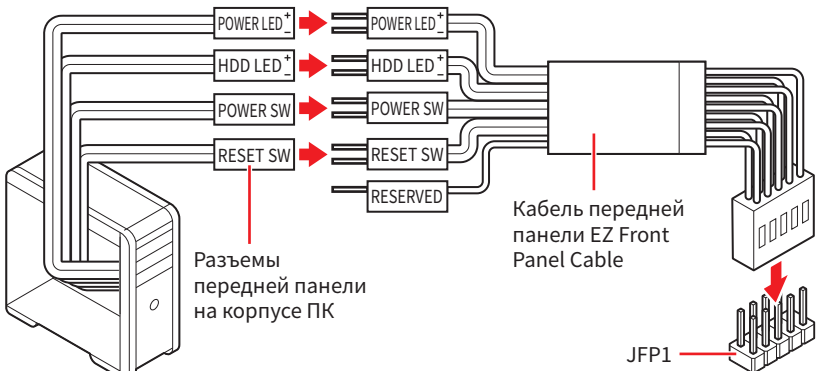 POWER LED + −
POWER LED + −
HDD LED + −
HDD LED + −
POWER SW
POWER SW
RESET SW
RESET SW
RESERVED
Разъемы
передней панели
на корпусе ПК
Кабель передней
панели EZ Front
Panel Cable
JFP1